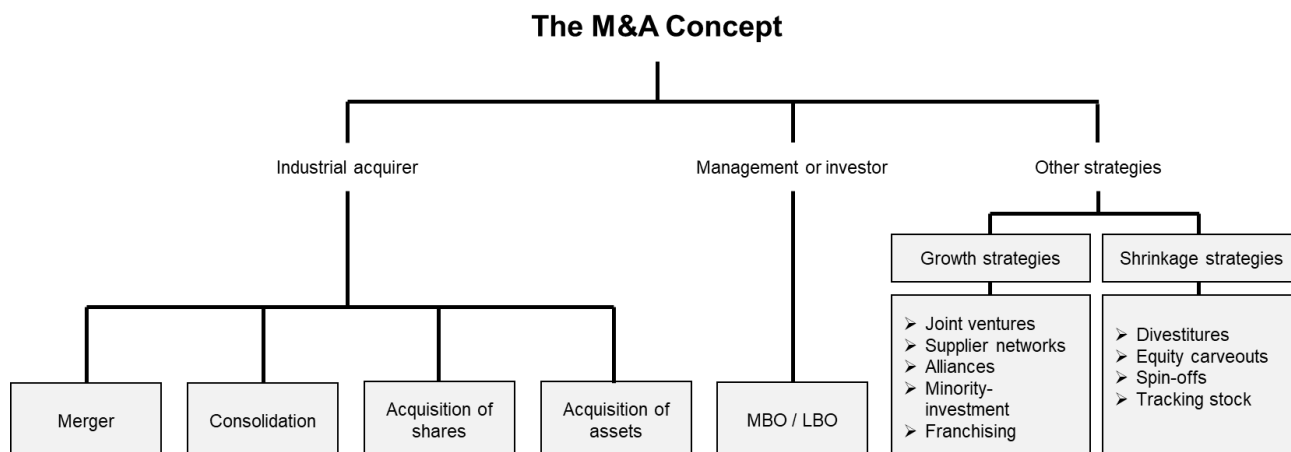 The M&A Concept
Industrial acquirer
Management or investor
Other strategies
Growth strategies
Shrinkage strategies
Merger
Consolidation
Acquisition of
shares
Acquisition of
assets
MBO / LBO
➢ Joint ventures
➢ Supplier networks
➢ Alliances
➢ Minority-
investment
➢ Franchising
➢ Divestitures
➢ Equity carveouts
➢ Spin-offs
➢ Tracking stock